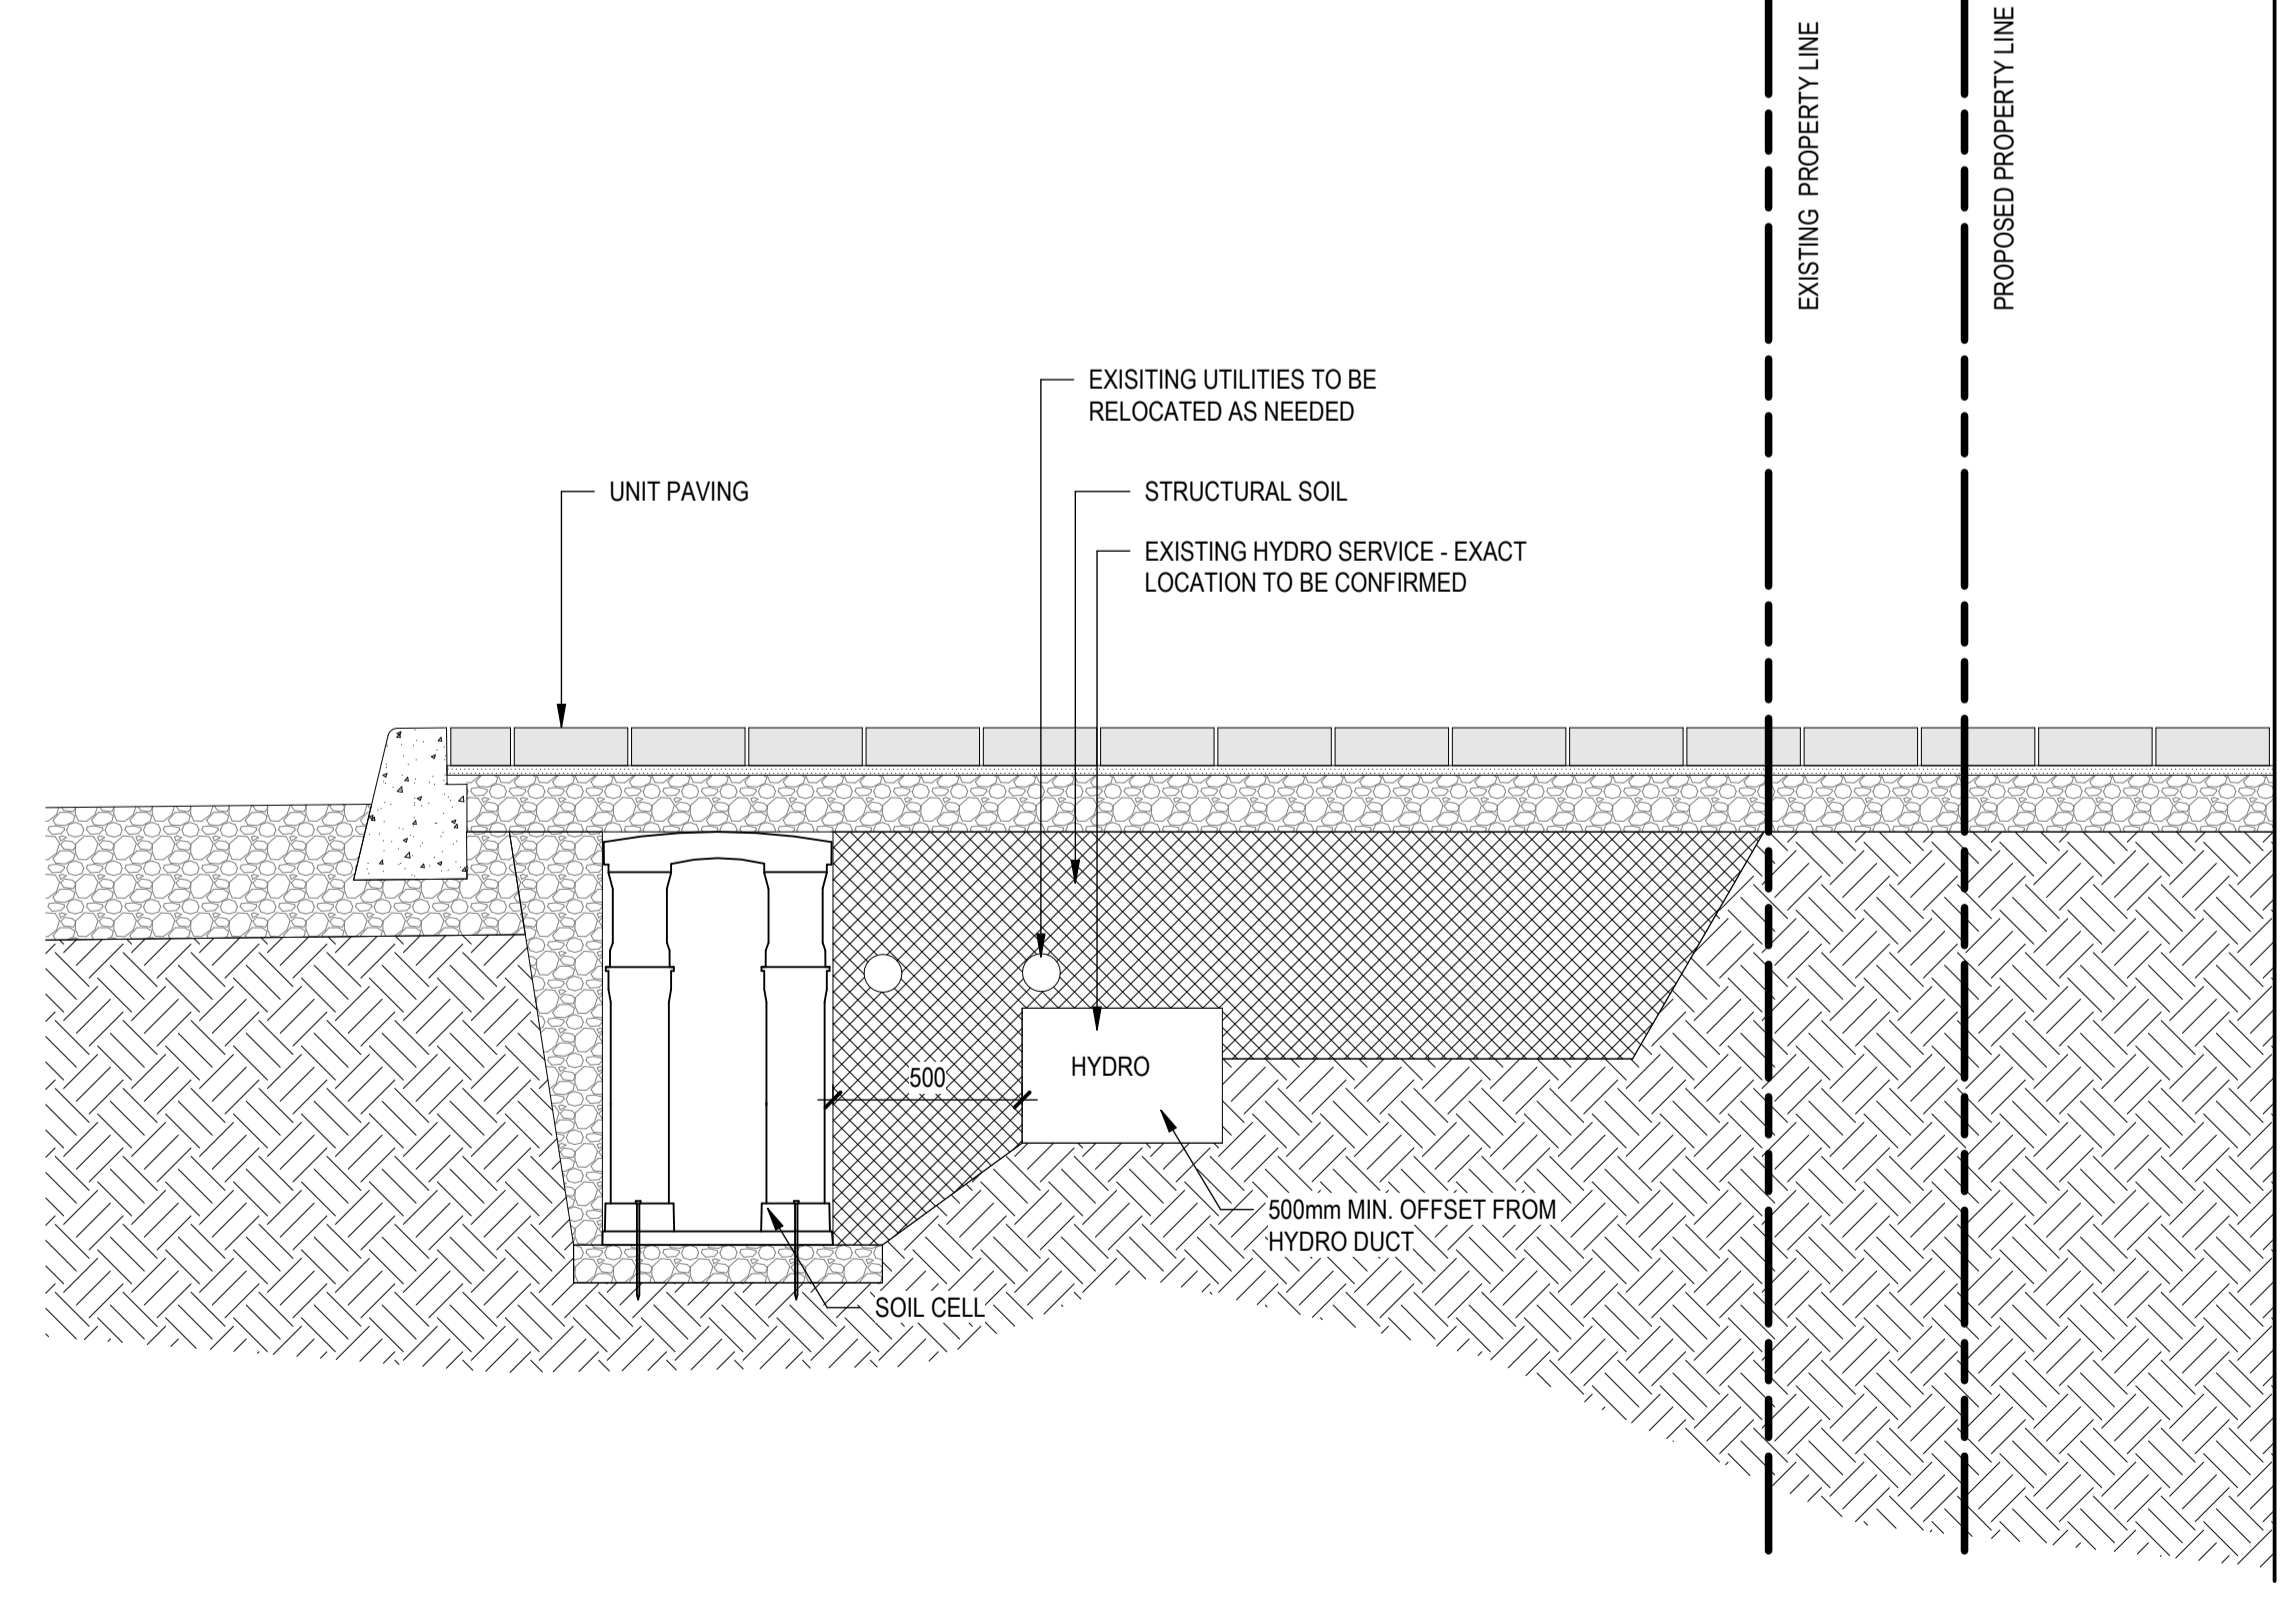 EXISTING PROPERTY LINE
PROPOSED PROPERTY LINE
EXISITING UTILITIES TO BE
RELOCATED AS NEEDED
UNIT PAVING
STRUCTURAL SOIL
EXISTING HYDRO SERVICE - EXACT
LOCATION TO BE CONFIRMED
HYDRO
500
500mm MIN. OFFSET FROM
HYDRO DUCT
SOIL CELL